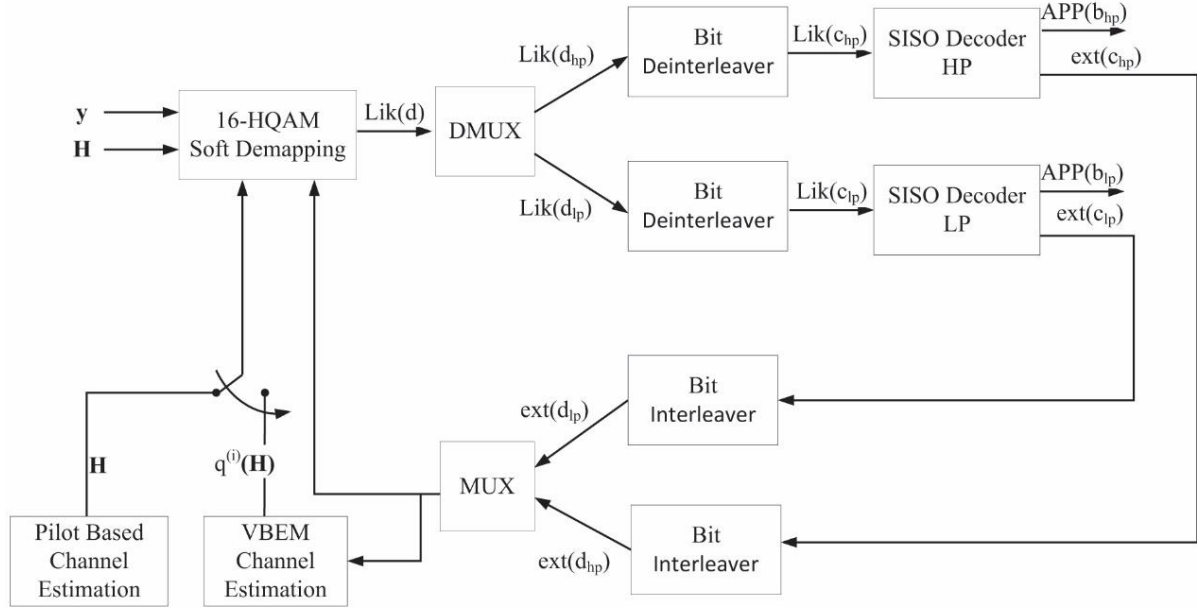 APP(b_hp)
Bit
Deinterleaver
Lik(c_hp)
SISO Decoder
HP
ext(c_hp)
Lik(d_hp)
y
H
16-HQAM
Soft Demapping
Lik(d)
DMUX
Lik(d_lp)
Bit
Deinterleaver
Lik(c_lp)
SISO Decoder
LP
APP(b_lp)
ext(c_lp)
Bit
Interleaver
ext(d_lp)
MUX
H
q^(i)(H)
Pilot Based
Channel
Estimation
VBEM
Channel
Estimation
ext(d_hp)
Bit
Interleaver